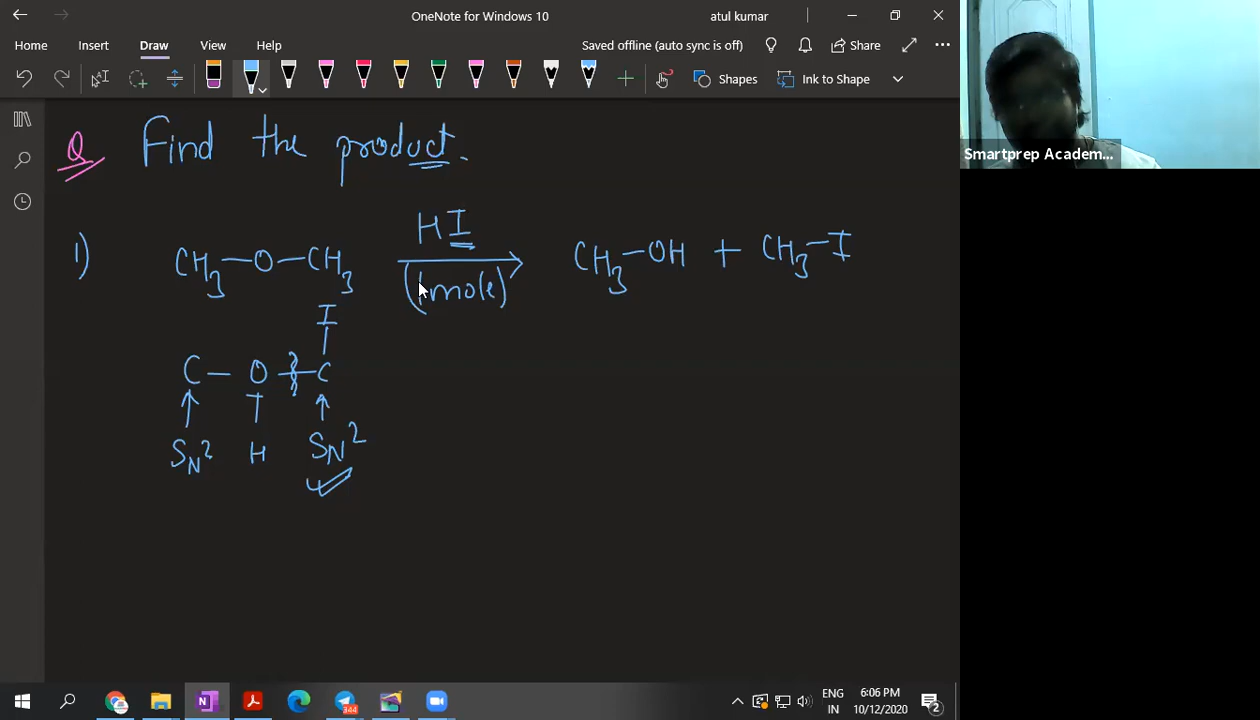 OneNote for Windows 10
atul kumar
Home Insert Draw View Help
Saved offline (auto sync is off)
Share
Shapes
Ink to Shape
Smartprep Academ...
Q Find the product.
1) CH3—O—CH3 HI (1mole) CH3—OH + CH3—I
I
C — O — C
SN2 H SN2
344
ENG
IN
6:06 PM
10/12/2020
2